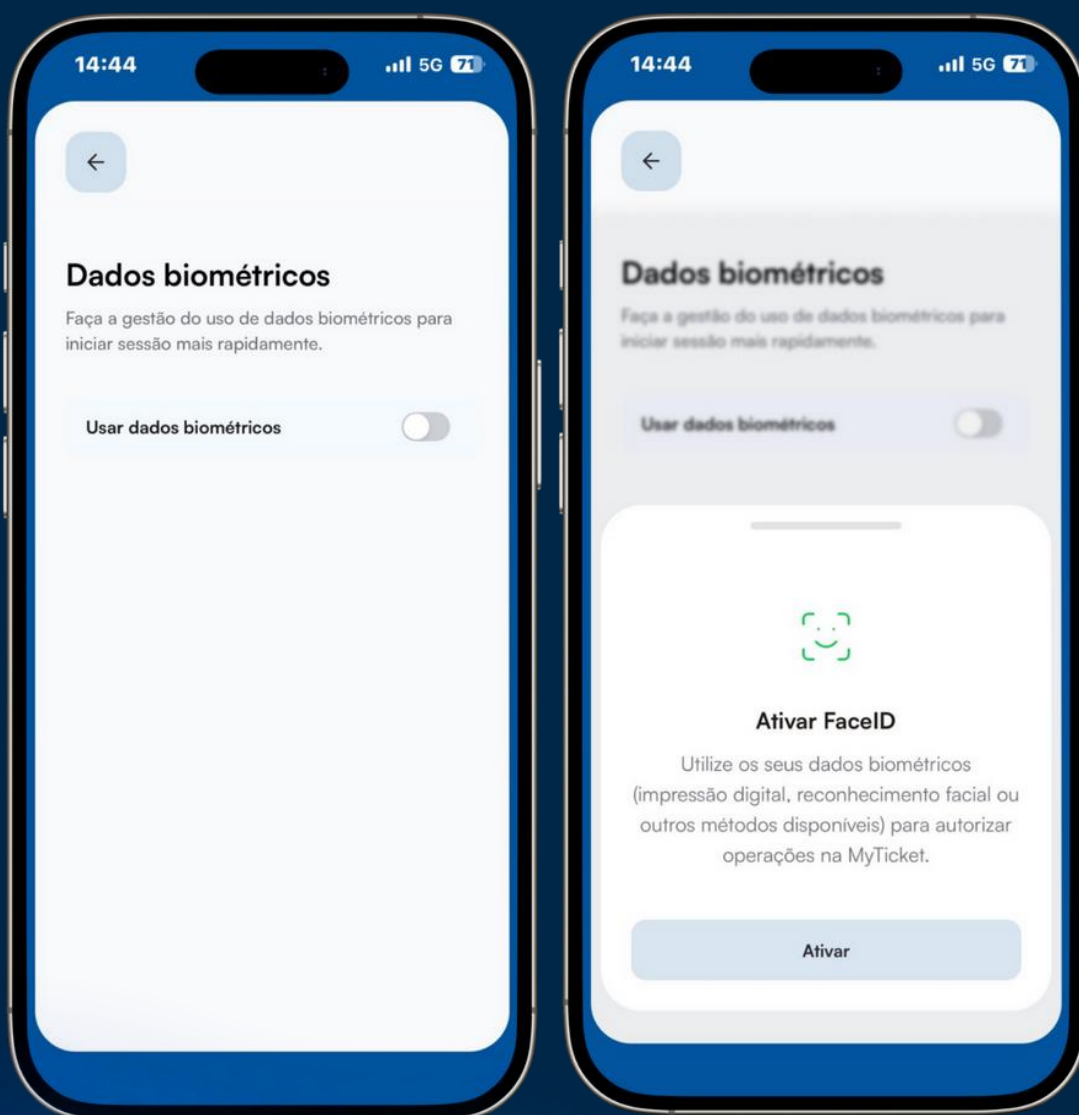 14:44
5G 71
Dados biométricos
Faça a gestão do uso de dados biométricos para
iniciar sessão mais rapidamente.
Usar dados biométricos
14:44
5G 71
Dados biométricos
Faça a gestão do uso de dados biométricos para
iniciar sessão mais rapidamente.
Usar dados biométricos
Ativar FaceID
Utilize os seus dados biométricos
(impressão digital, reconhecimento facial ou
outros métodos disponíveis) para autorizar
operações na MyTicket.
Ativar